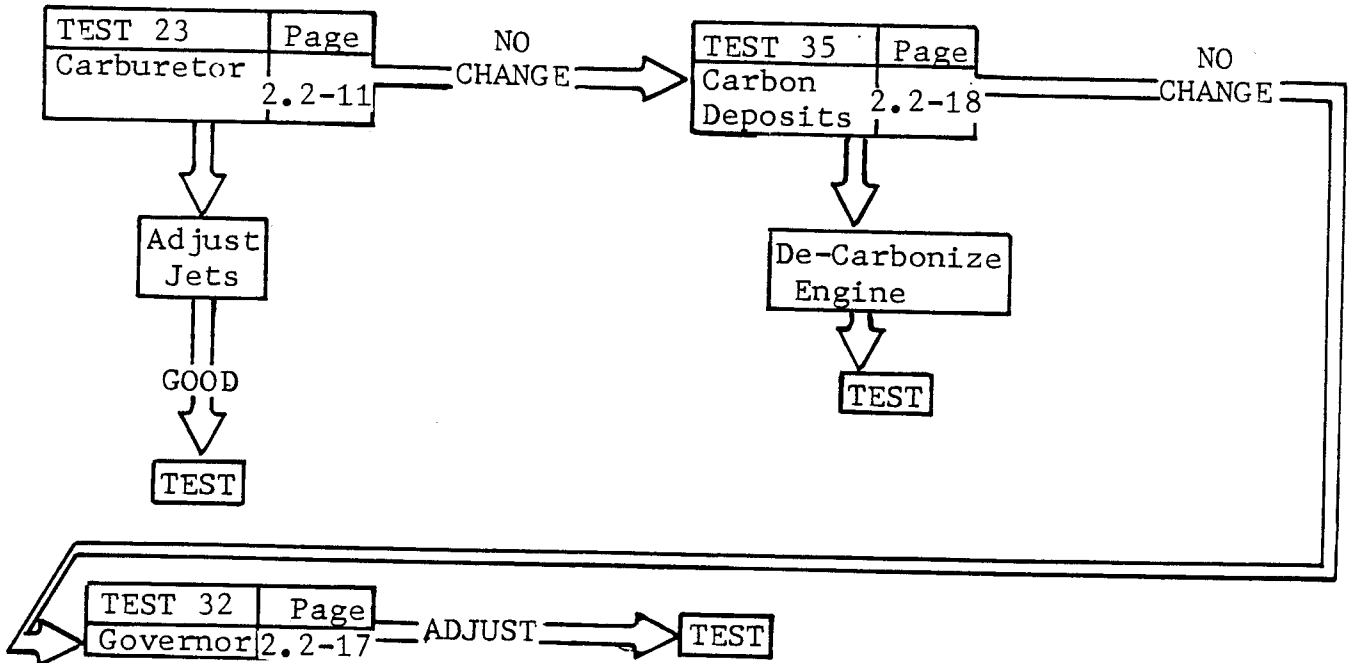 TEST 23 Page
Carburetor
2.2-11
NO
CHANGE
TEST 35 Page
Carbon
Deposits
2.2-18
NO
CHANGE
Adjust
Jets
GOOD
TEST
De-Carbonize
Engine
TEST
TEST 32 Page
Governor 2.2-17
ADJUST
TEST